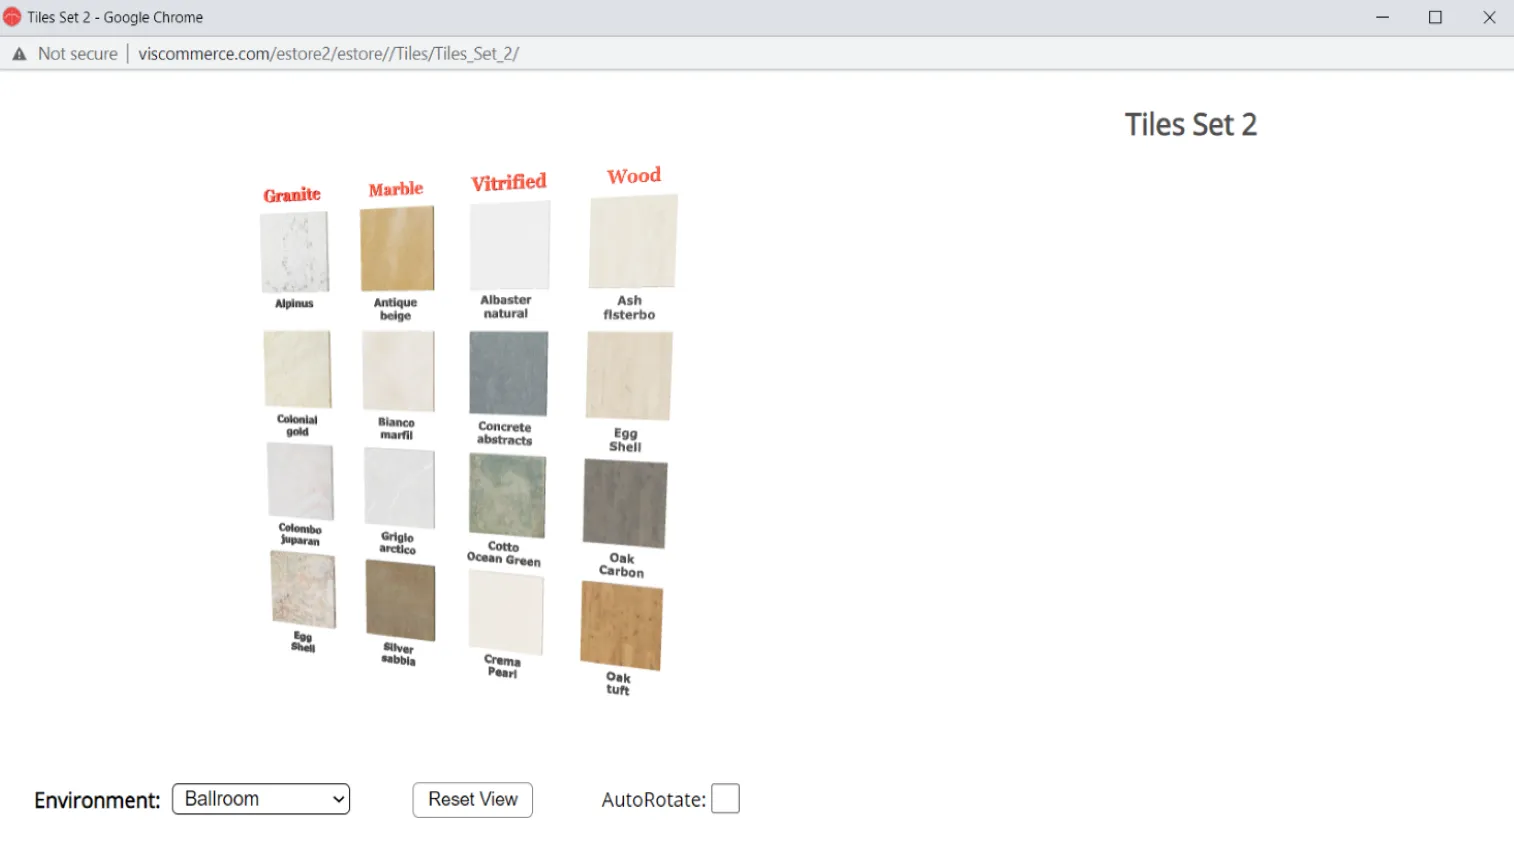 Tiles Set 2 - Google Chrome
Not secure | viscommerce.com/estore2/estore//Tiles/Tiles_Set_2/
Tiles Set 2
Granite Marble Vitrified Wood
Alpinus
Antique
beige
Albaster
natural
Ash
flsterbo
Colonial
gold
Bianco
marfil
Concrete
abstracts
Egg
Shell
Colombo
juparan
Grigio
arctico
Cotto
Ocean Green
Oak
Carbon
Egg
Shell
Silver
sabbia
Crema
Pearl
Oak
tuft
Environment: Ballroom Reset View AutoRotate: